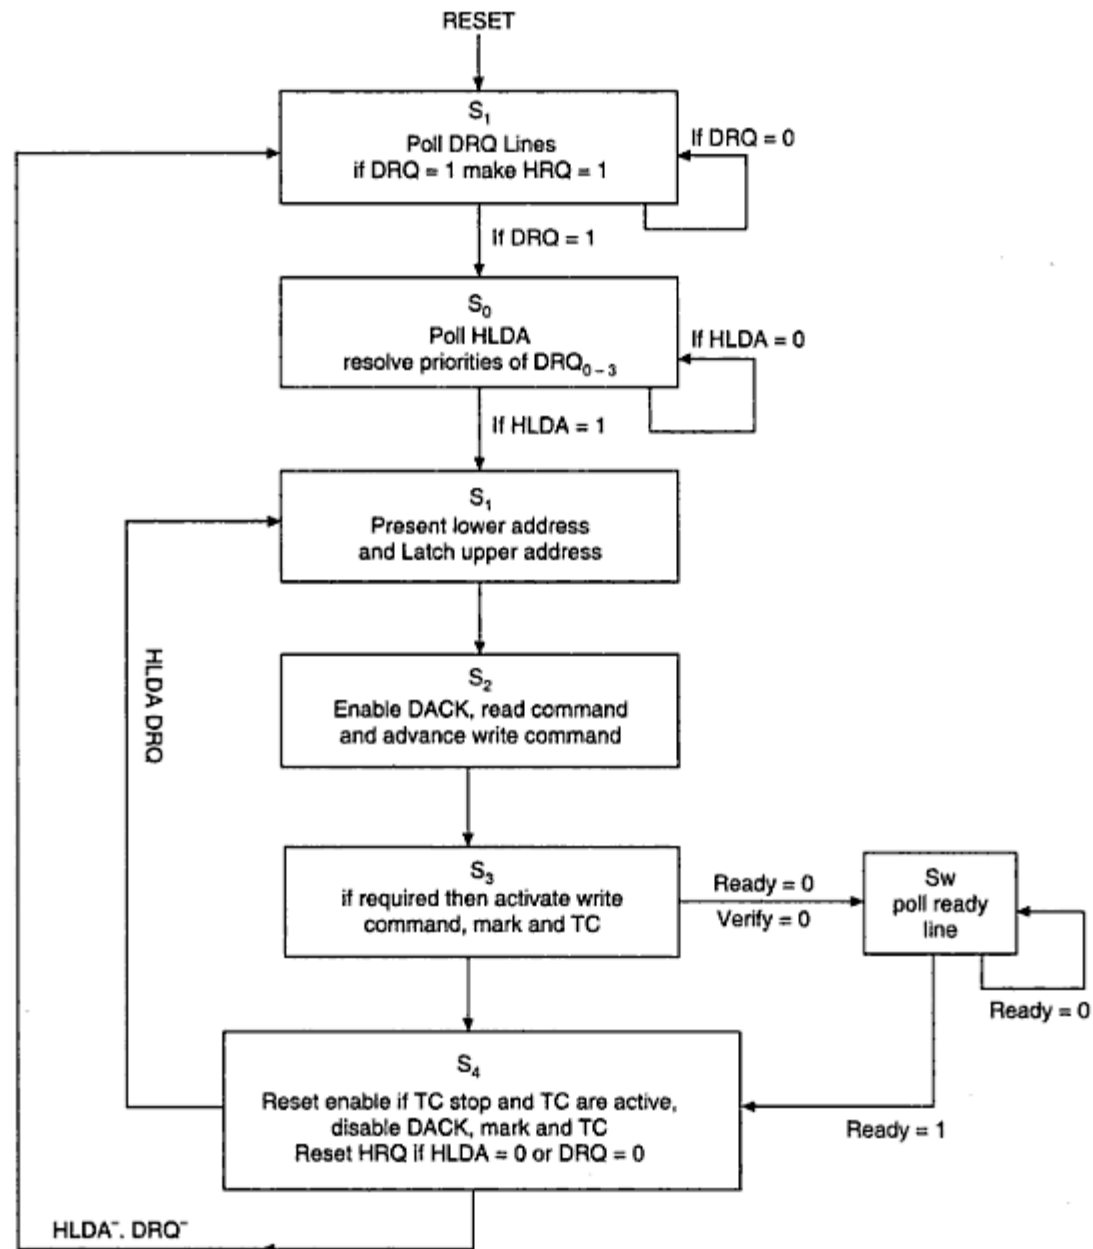 RESET
S₁
Poll DRQ Lines
if DRQ = 1 make HRQ = 1
If DRQ = 0
If DRQ = 1
S₀
Poll HLDA
resolve priorities of DRQ₀₋₃
If HLDA = 0
If HLDA = 1
S₁
Present lower address
and Latch upper address
HLDA DRQ
S₂
Enable DACK, read command
and advance write command
S₃
if required then activate write
command, mark and TC
Ready = 0
Verify = 0
Sw
poll ready
line
Ready = 0
S₄
Reset enable if TC stop and TC are active,
disable DACK, mark and TC
Reset HRQ if HLDA = 0 or DRQ = 0
Ready = 1
HLDA⁻. DRQ⁻